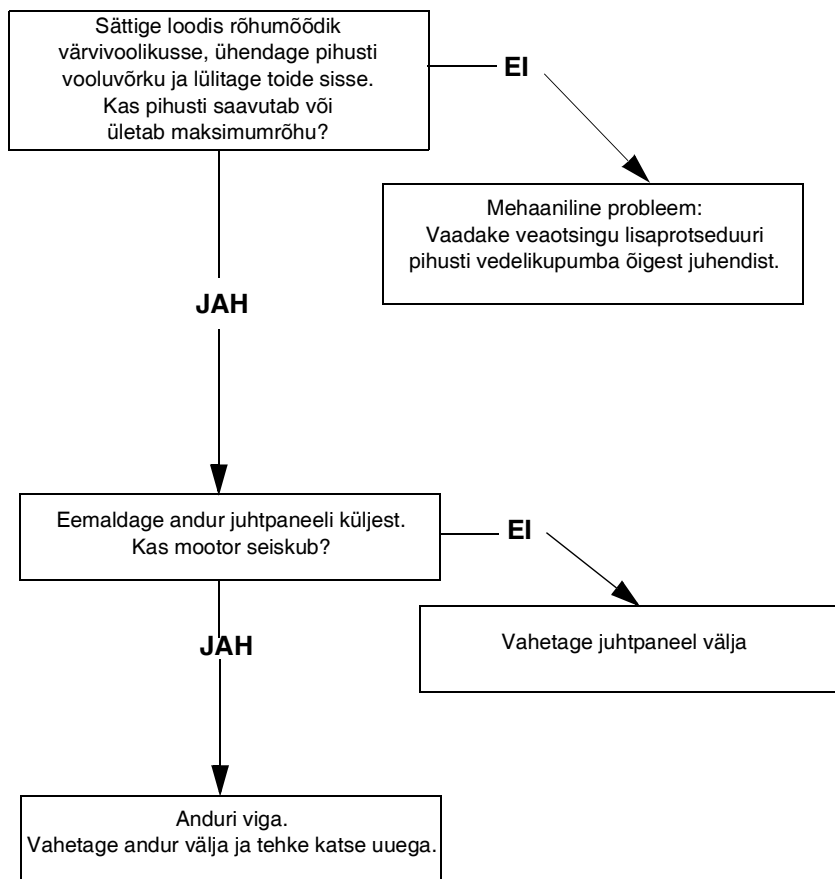 Sättige loodis rõhumõõdik
värvivoolikusse, ühendage pihusti
vooluvõrku ja lülitage toide sisse.
Kas pihusti saavutab või
ületab maksimumrõhu?
EI
Mehaaniline probleem:
Vaadake veaotsingu lisaprotseduuri
pihusti vedelikupumba õigest juhendist.
JAH
Eemaldage andur juhtpaneeli küljest.
Kas mootor seiskub?
EI
Vahetage juhtpaneel välja
JAH
Anduri viga.
Vahetage andur välja ja tehke katse uuega.